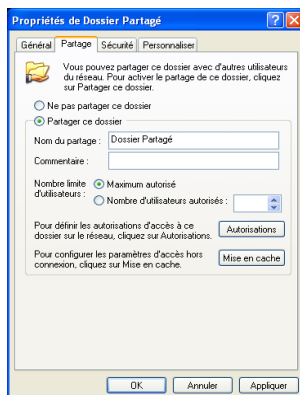 Propriétés de Dossier Partagé
Général Partage Sécurité Personnaliser
Vous pouvez partager ce dossier avec d'autres utilisateurs
du réseau. Pour activer le partage de ce dossier, cliquez
sur Partager ce dossier.
Ne pas partager ce dossier
Partager ce dossier
Nom du partage : Dossier Partagé
Commentaire :
Nombre limite
d'utilisateurs :
Maximum autorisé
Nombre d'utilisateurs autorisés :
Pour définir les autorisations d'accès à ce
dossier sur le réseau, cliquez sur Autorisations.
Autorisations
Pour configurer les paramètres d'accès hors
connexion, cliquez sur Mise en cache.
Mise en cache
OK Annuler Appliquer